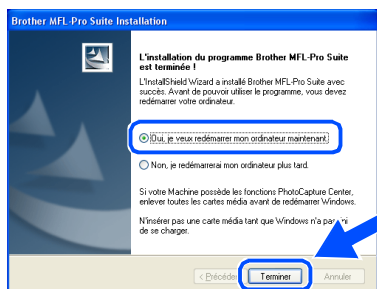 Brother MFL-Pro Suite Installation
L'installation du programme Brother MFL-Pro Suite
est terminée !
L'InstallShield Wizard a installé Brother MFL-Pro Suite avec
succès. Avant de pouvoir utiliser le programme, vous devez
redémarrer votre ordinateur.
Oui, je veux redémarrer mon ordinateur maintenant.
Non, je redémarrerai mon ordinateur plus tard.
Si votre Machine possède les fonctions PhotoCapture Center,
enlever toutes les cartes média avant de redémarrer Windows.
N'insérer pas une carte média tant que Windows n'a
de se charger.
< Précédent
Terminer
Annuler